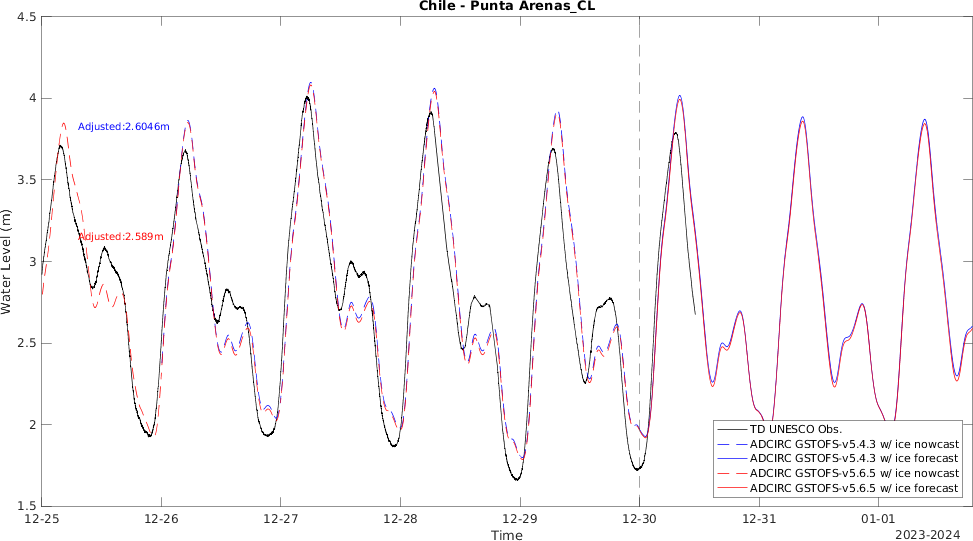 Chile - Punta Arenas_CL
4.5
4
3.5
3
2.5
2
1.5
Water Level (m)
Adjusted:2.6046m
Adjusted:2.589m
TD UNESCO Obs.
ADCIRC GSTOFS-v5.4.3 w/ ice nowcast
ADCIRC GSTOFS-v5.4.3 w/ ice forecast
ADCIRC GSTOFS-v5.6.5 w/ ice nowcast
ADCIRC GSTOFS-v5.6.5 w/ ice forecast
12-25 12-26 12-27 12-28 12-29 12-30 12-31 01-01
Time
2023-2024